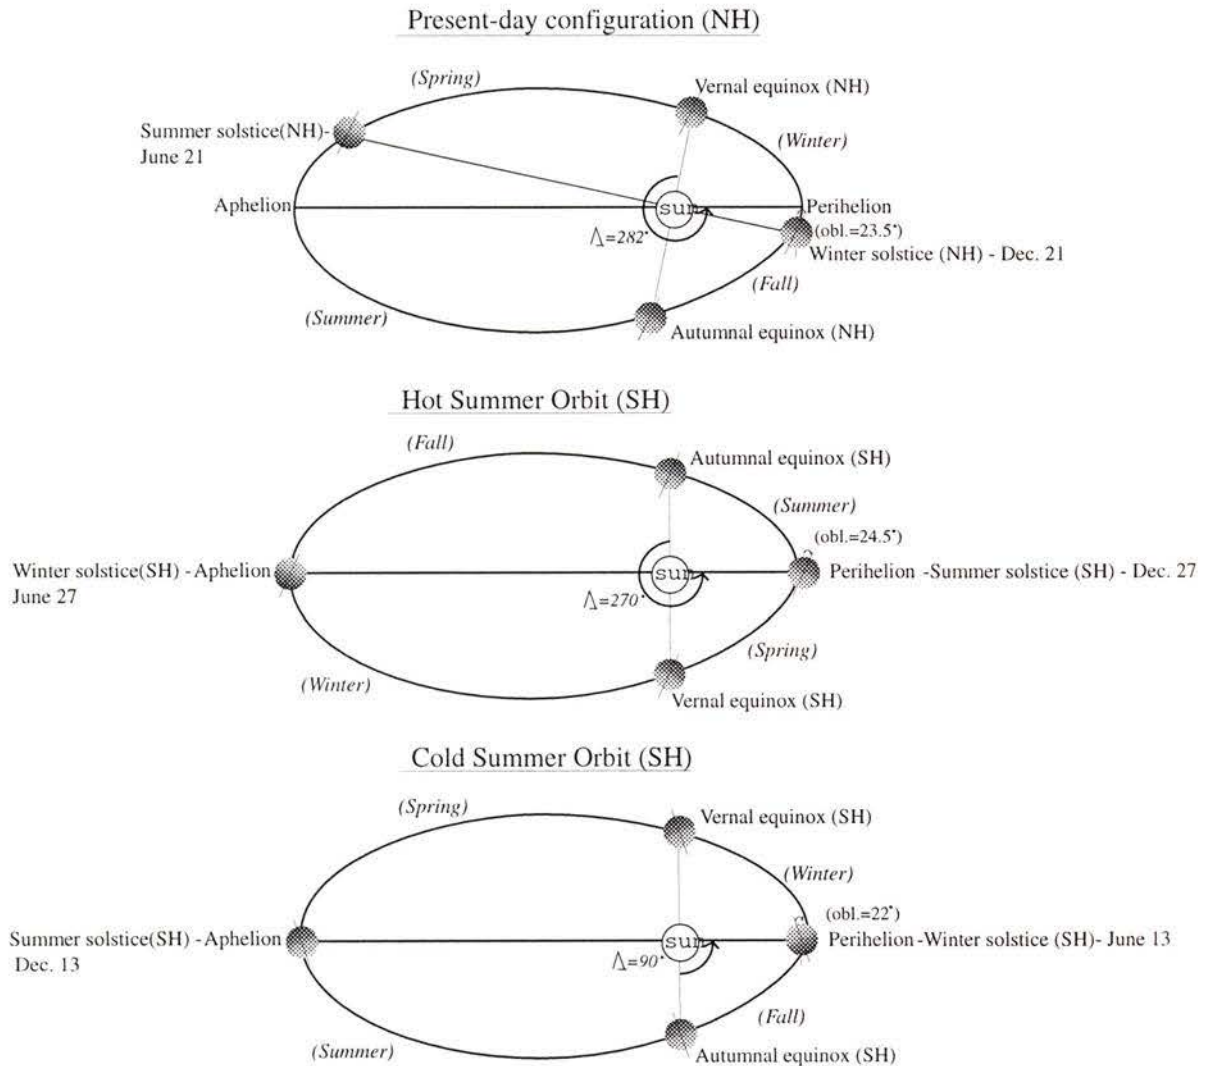 Present-day configuration (NH)
(Spring)
Vernal equinox (NH)
Summer solstice(NH)-
June 21
(Winter)
Aphelion
sun
Perihelion
(obl.=23.5°)
Λ=282°
Winter solstice (NH) - Dec. 21
(Fall)
(Summer)
Autumnal equinox (NH)
Hot Summer Orbit (SH)
(Fall)
Autumnal equinox (SH)
(Summer)
(obl.=24.5°)
Winter solstice(SH) - Aphelion
June 27
sun
Perihelion -Summer solstice (SH) - Dec. 27
Λ=270°
(Spring)
(Winter)
Vernal equinox (SH)
Cold Summer Orbit (SH)
(Spring)
Vernal equinox (SH)
(Winter)
(obl.=22°)
Summer solstice(SH) - Aphelion
Dec. 13
sun
Perihelion -Winter solstice (SH)- June 13
Λ=90°
(Fall)
(Summer)
Autumnal equinox (SH)